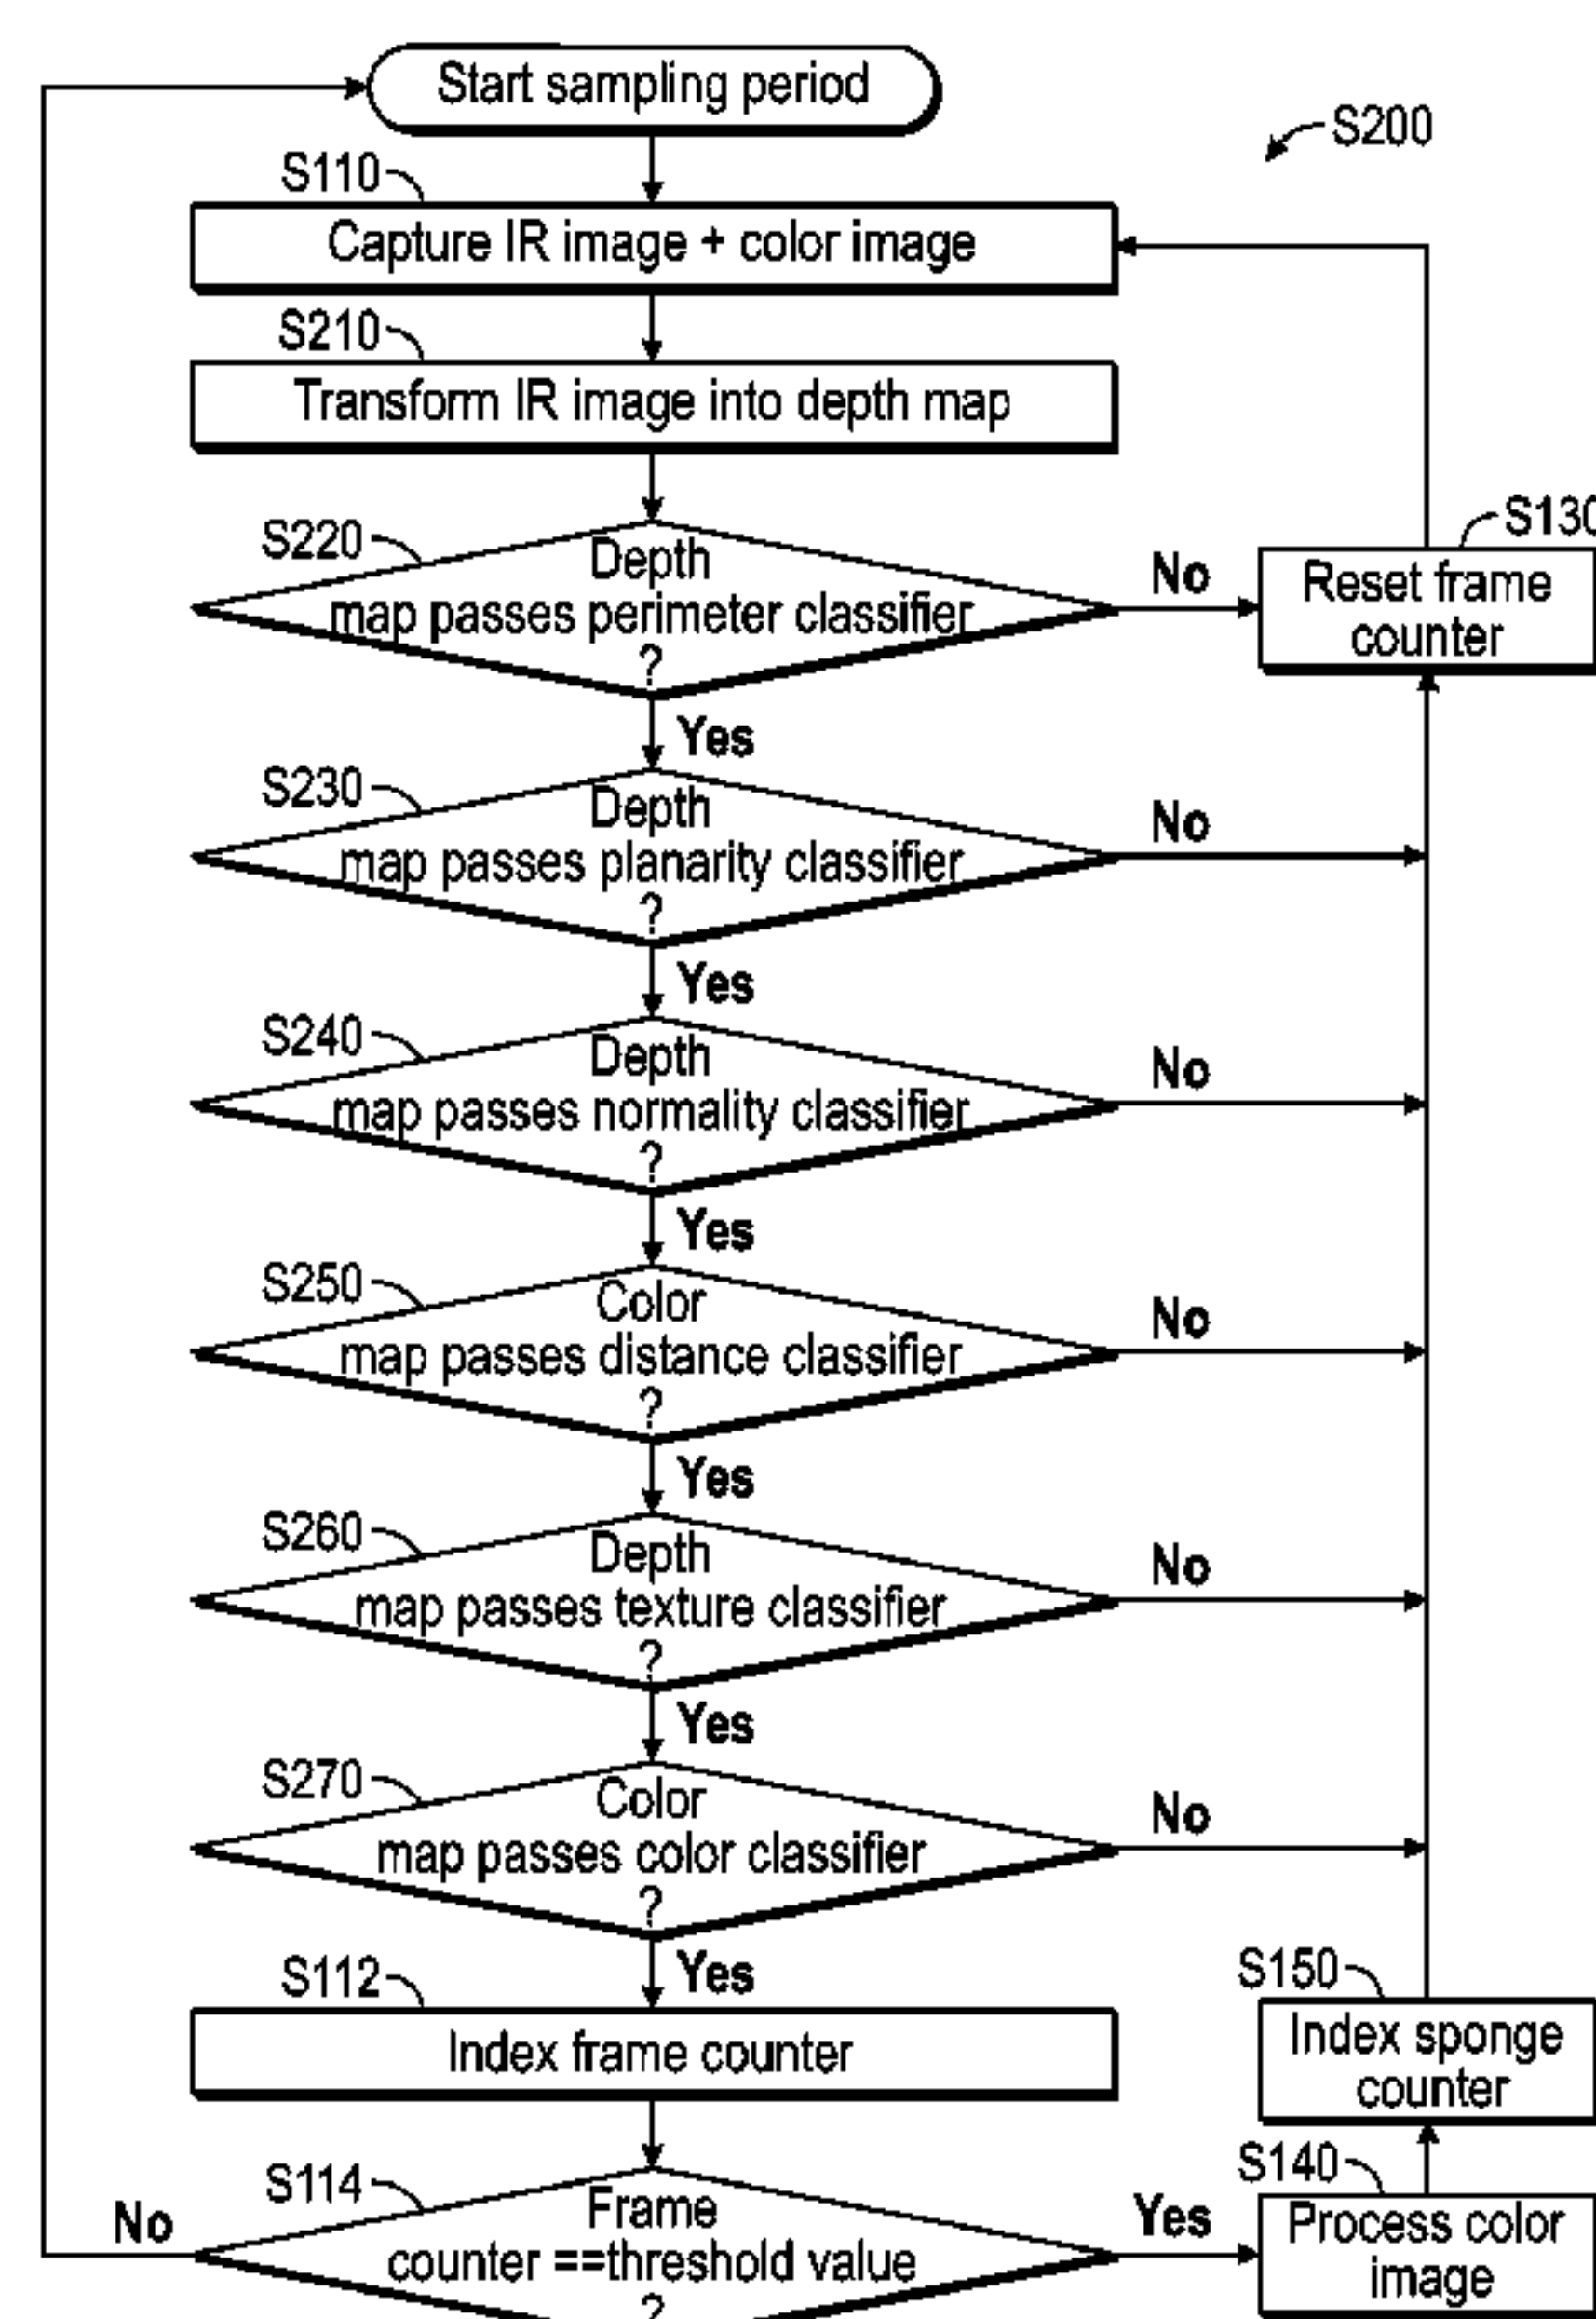 Start sampling period
S200
S110
Capture IR image + color image
S210
Transform IR image into depth map
S220
Depth
map passes perimeter classifier
?
No
S130
Reset frame
counter
Yes
S230
Depth
map passes planarity classifier
?
No
Yes
S240
Depth
map passes normality classifier
?
No
Yes
S250
Color
map passes distance classifier
?
No
Yes
S260
Depth
map passes texture classifier
?
No
Yes
S270
Color
map passes color classifier
?
No
Yes
S112
Index frame counter
S150
Index sponge
counter
S114
Frame
counter ==threshold value
?
No
Yes
S140
Process color
image